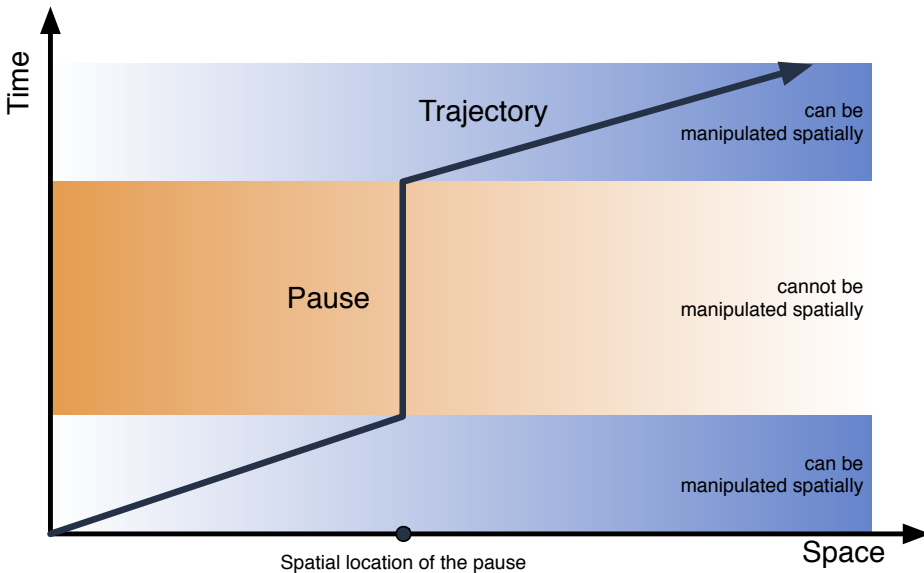 Time
Trajectory
can be
manipulated spatially
Pause
cannot be
manipulated spatially
can be
manipulated spatially
Space
Spatial location of the pause